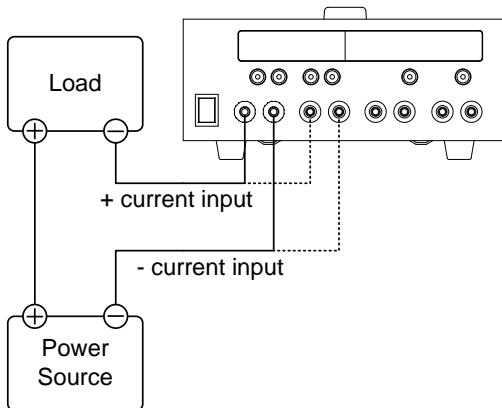 Load
+ −
+ current input
- current input
+ −
Power
Source